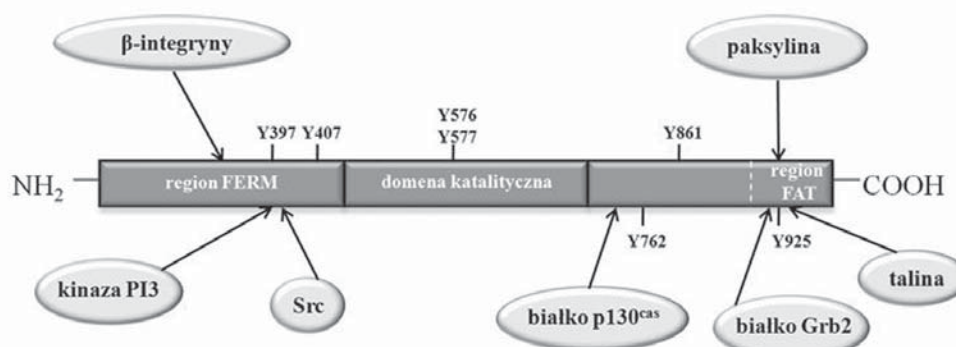 β-integryny
paksylina
Y576
Y397 Y407 Y577 Y861
NH₂ region FERM domena katalityczna region FAT COOH
Y762 Y925
kinaza PI3
Src
białko p130ᶜᵃˢ
białko Grb2
talina